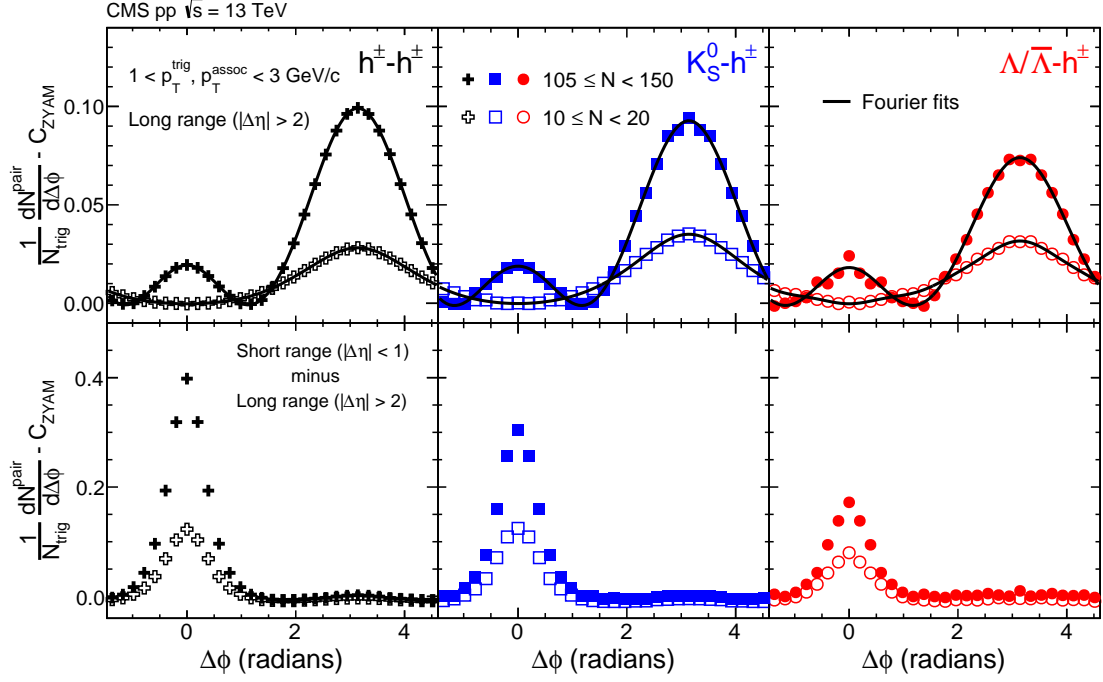 CMS pp √s = 13 TeV
h±-h±
1 < p_T^trig, p_T^assoc < 3 GeV/c
Long range (|Δη| > 2)
K_S^0-h±
105 ≤ N < 150
10 ≤ N < 20
Λ/Λ̅-h±
Fourier fits
1/N_trig dN^pair/dΔϕ - C_ZYAM
0.10
0.05
0.00
Short range (|Δη| < 1)
minus
Long range (|Δη| > 2)
1/N_trig dN^pair/dΔϕ - C_ZYAM
0.4
0.2
0.0
0 2 4 0 2 4 0 2 4
Δϕ (radians) Δϕ (radians) Δϕ (radians)